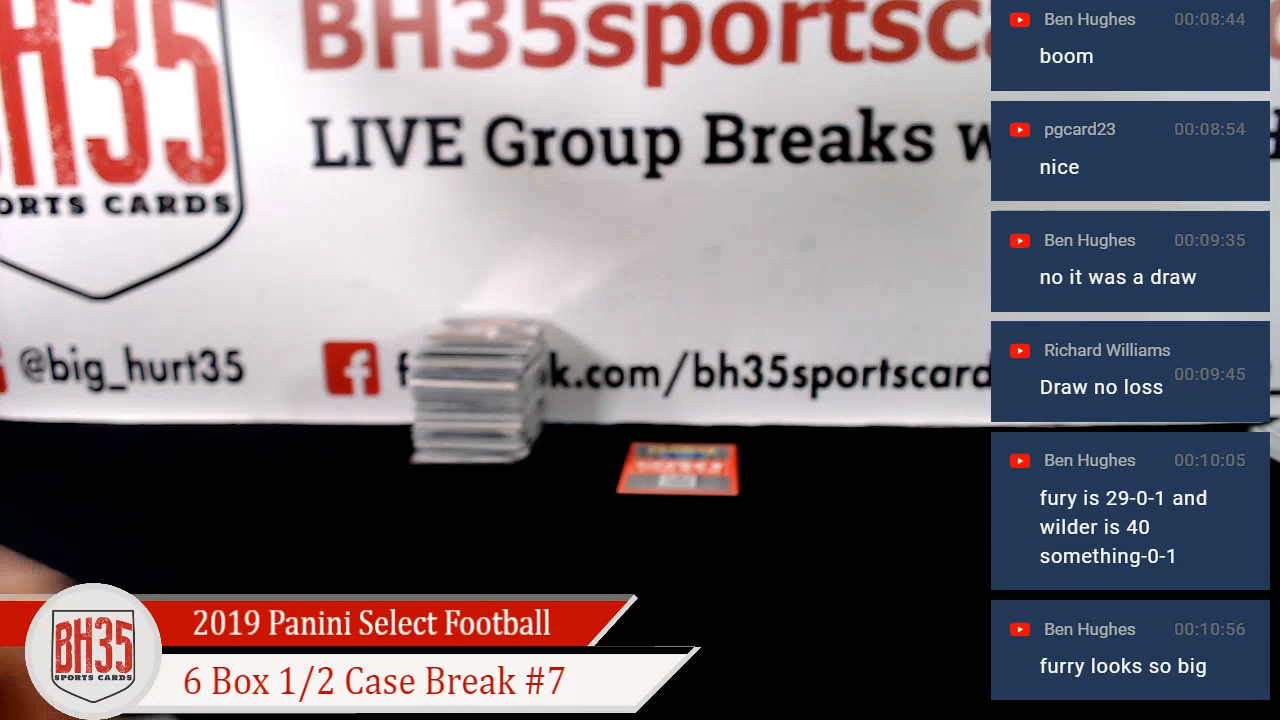 BH35
SPORTS CARDS
BH35sportsc
LIVE Group Breaks w
@big_hurt35
k.com/bh35sportscard
2019 Panini Select Football
6 Box 1/2 Case Break #7
BH35
SPORTS CARDS
Ben Hughes 00:08:44
boom
pgcard23 00:08:54
nice
Ben Hughes 00:09:35
no it was a draw
Richard Williams
00:09:45
Draw no loss
Ben Hughes 00:10:05
fury is 29-0-1 and
wilder is 40
something-0-1
Ben Hughes 00:10:56
furry looks so big